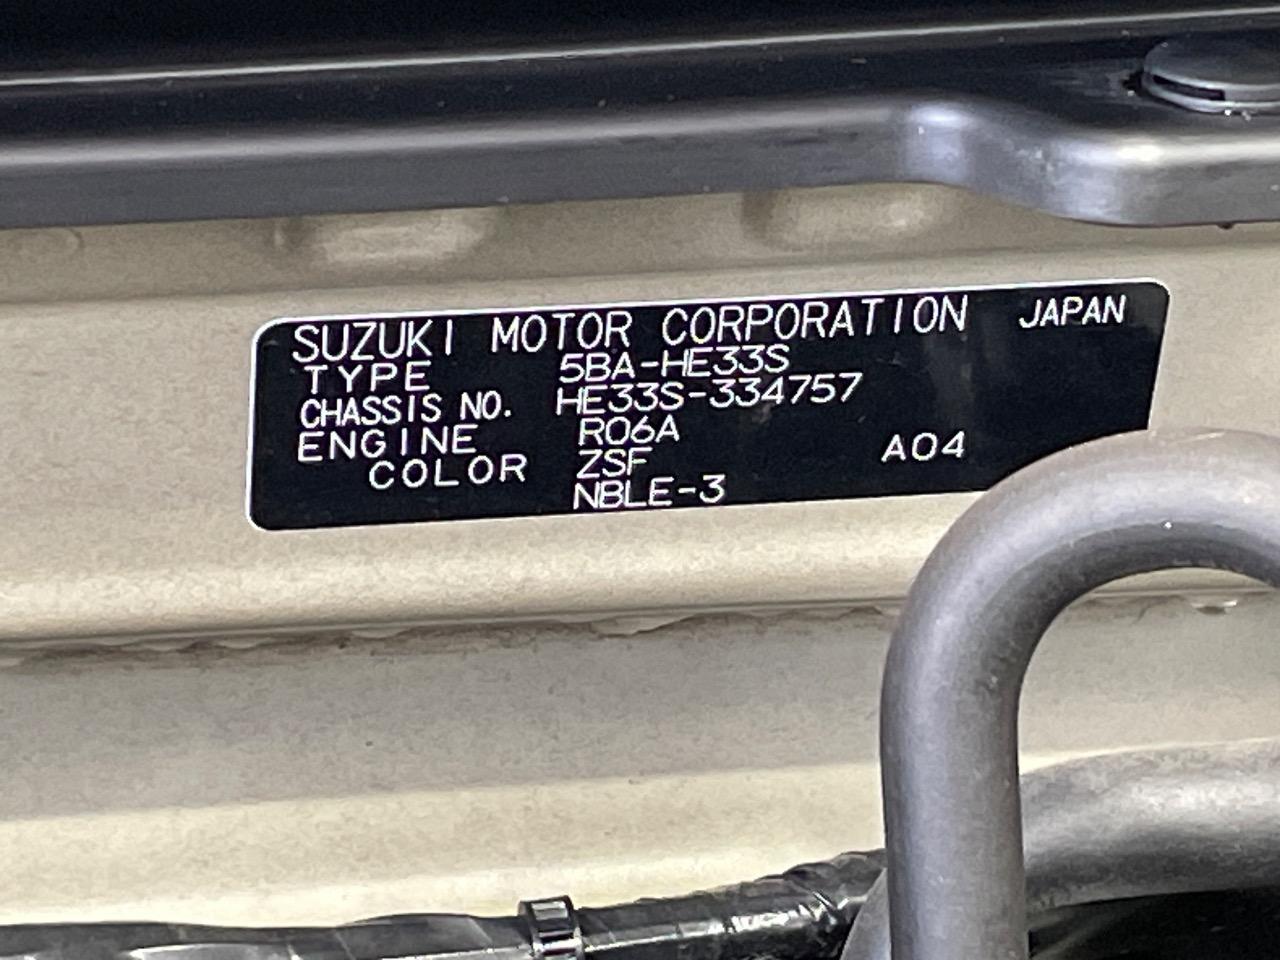 SUZUKI MOTOR CORPORATION JAPAN
TYPE 5BA-HE33S
CHASSIS NO. HE33S-334757
ENGINE R06A
COLOR ZSF A04
NBLE-3